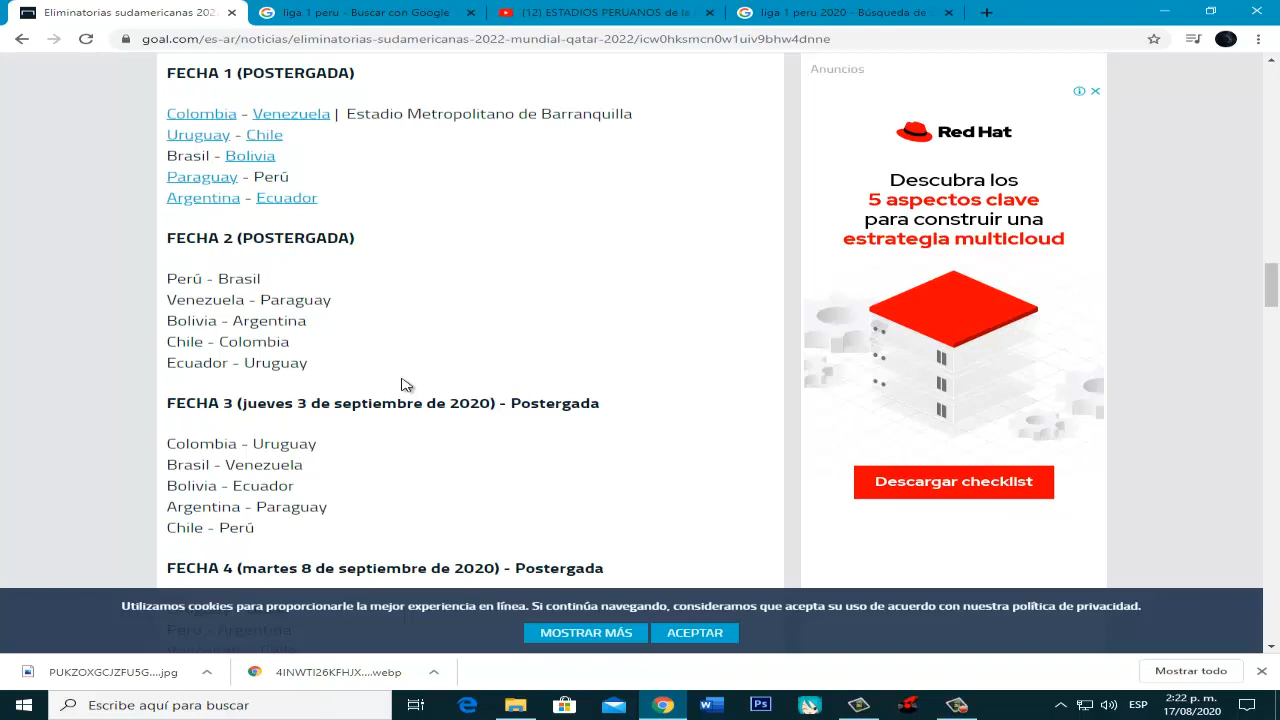 Eliminatorias sudamericanas 202
liga 1 peru - Buscar con Google
(12) ESTADIOS PERUANOS de la
liga 1 peru 2020 - Búsqueda de
goal.com/es-ar/noticias/eliminatorias-sudamericanas-2022-mundial-qatar-2022/icw0hksmcn0w1uiv9bhw4dnne
FECHA 1 (POSTERGADA)
Colombia - Venezuela | Estadio Metropolitano de Barranquilla
Uruguay - Chile
Brasil - Bolivia
Paraguay - Perú
Argentina - Ecuador
FECHA 2 (POSTERGADA)
Perú - Brasil
Venezuela - Paraguay
Bolivia - Argentina
Chile - Colombia
Ecuador - Uruguay
FECHA 3 (jueves 3 de septiembre de 2020) - Postergada
Colombia - Uruguay
Brasil - Venezuela
Bolivia - Ecuador
Argentina - Paraguay
Chile - Perú
FECHA 4 (martes 8 de septiembre de 2020) - Postergada
Perú - Argentina
Anuncios
Red Hat
Descubra los
5 aspectos clave
para construir una
estrategia multicloud
Descargar checklist
Utilizamos cookies para proporcionarle la mejor experiencia en línea. Si continúa navegando, consideramos que acepta su uso de acuerdo con nuestra política de privacidad.
MOSTRAR MÁS
ACEPTAR
PUKZOXGCJZFU5G....jpg
4INWTI26KFHJX....webp
Mostrar todo
Escribe aquí para buscar
ESP
2:22 p. m.
17/08/2020